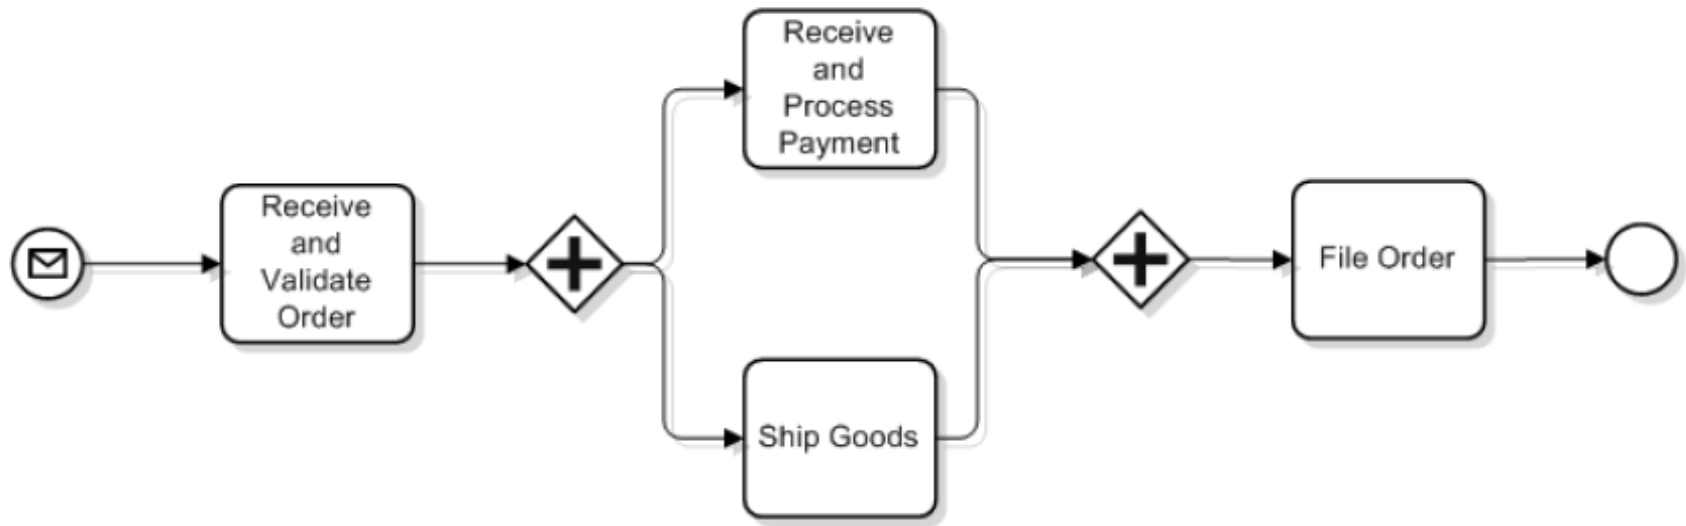 Receive
and
Validate
Order
Receive
and
Process
Payment
Ship Goods
File Order